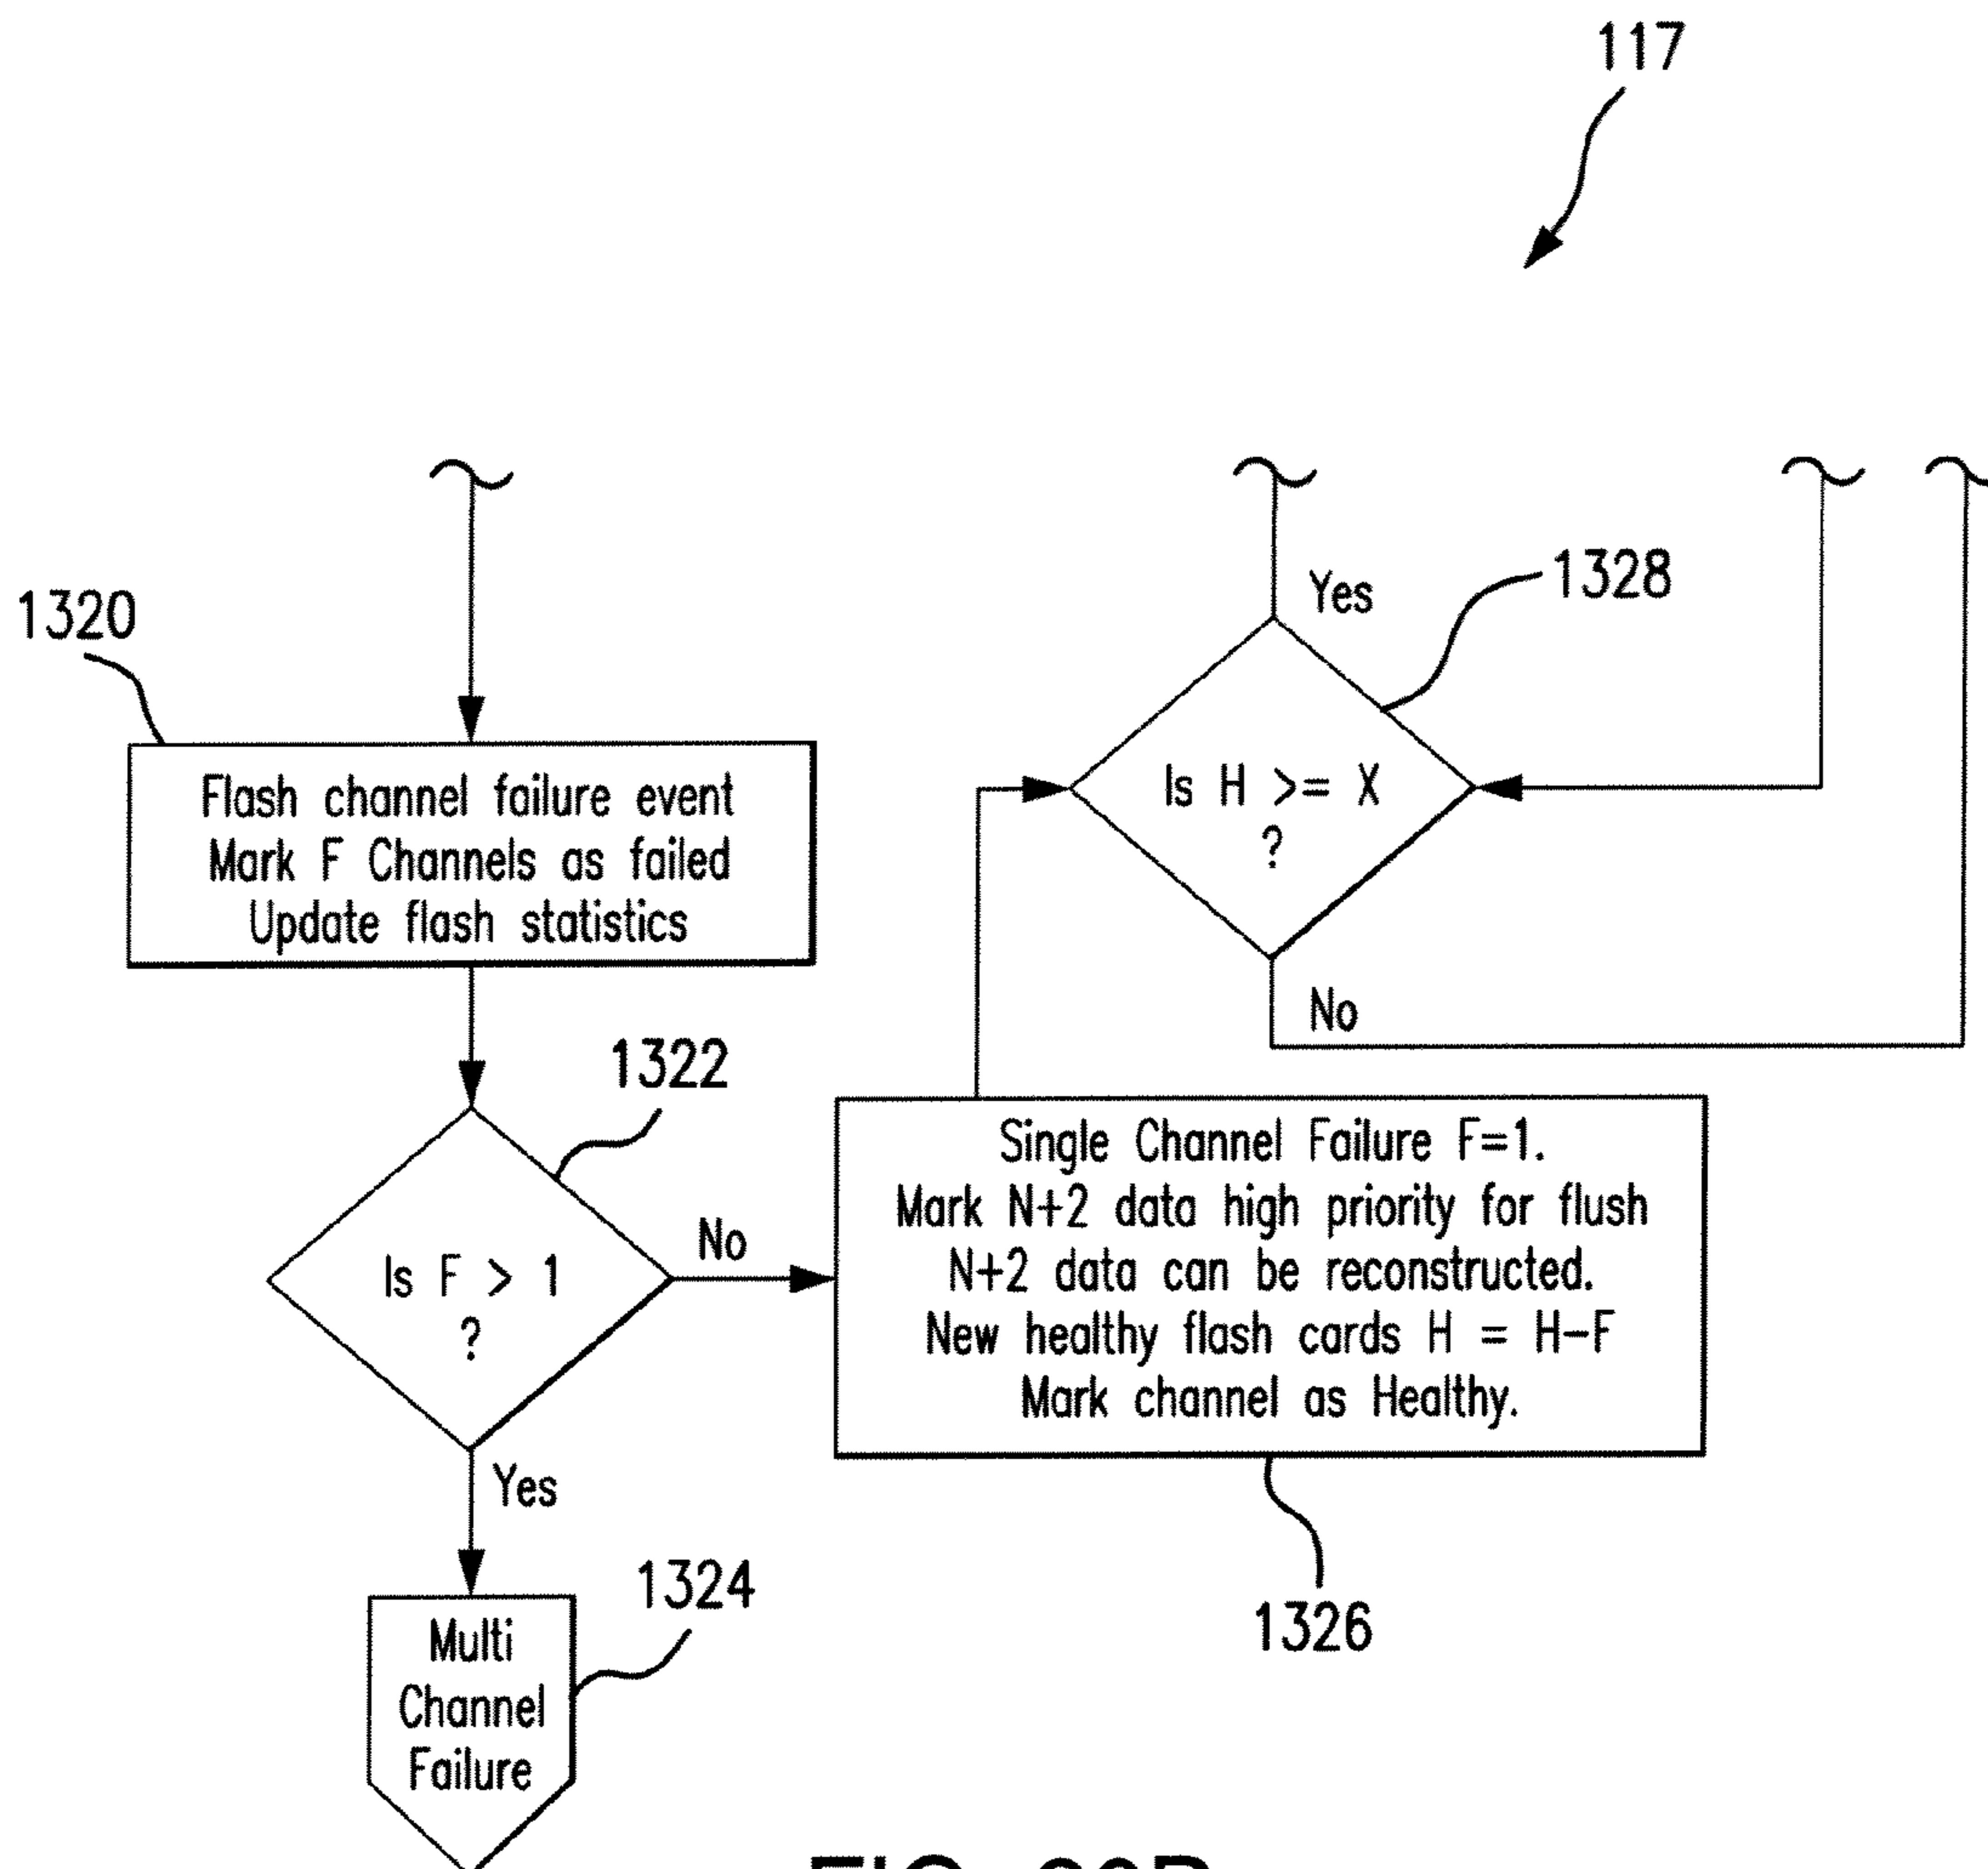 117
1320
Flash channel failure event
Mark F Channels as failed
Update flash statistics
Yes
1328
Is H >= X
?
No
1322
Is F > 1
?
No
Yes
Single Channel Failure F=1.
Mark N+2 data high priority for flush
N+2 data can be reconstructed.
New healthy flash cards H = H-F
Mark channel as Healthy.
1326
1324
Multi
Channel
Failure
FIG.